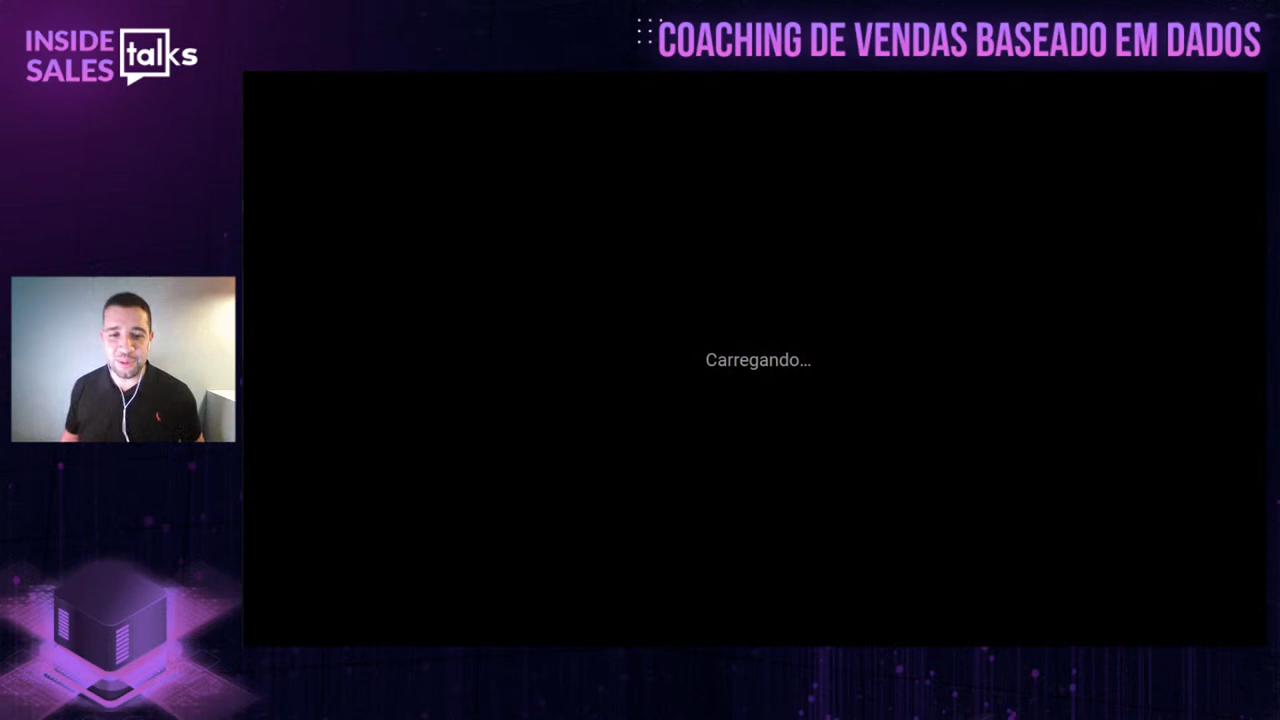 INSIDE
SALES
talks
COACHING DE VENDAS BASEADO EM DADOS
Carregando...